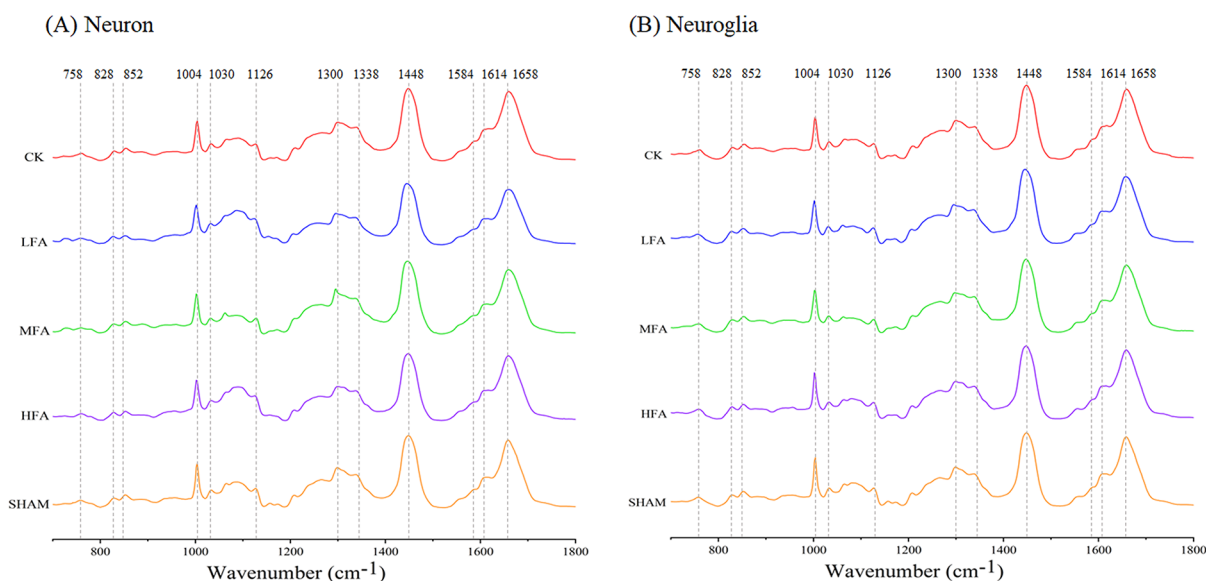 (A) Neuron
758 828 852 1004 1030 1126 1300 1338 1448 1584 1614 1658
CK
LFA
MFA
HFA
SHAM
800 1000 1200 1400 1600 1800
Wavenumber (cm-1)
(B) Neuroglia
758 828 852 1004 1030 1126 1300 1338 1448 1584 1614 1658
CK
LFA
MFA
HFA
SHAM
800 1000 1200 1400 1600 1800
Wavenumber (cm-1)